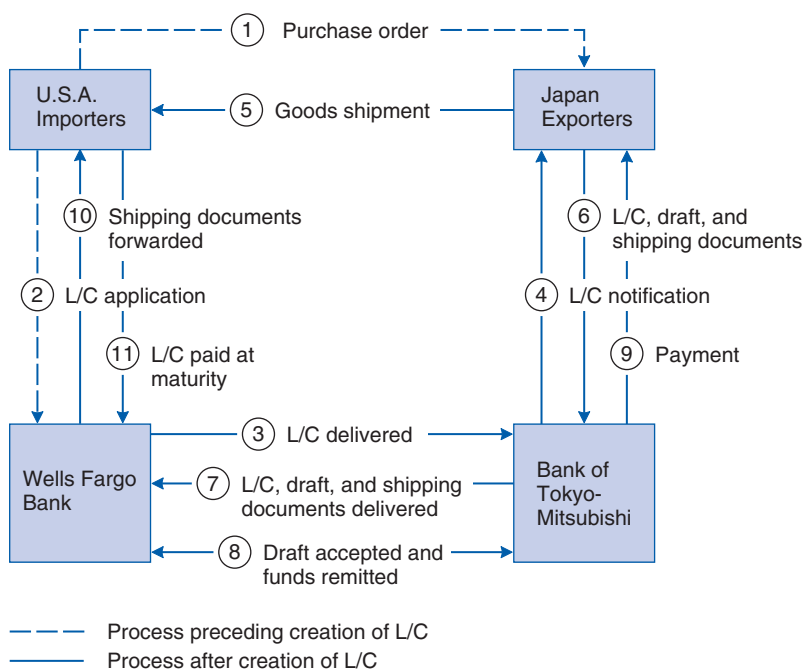 1 Purchase order
U.S.A.
Importers
5 Goods shipment
Japan
Exporters
10 Shipping documents
forwarded
6 L/C, draft, and
shipping documents
2 L/C application
4 L/C notification
11 L/C paid at
maturity
9 Payment
Wells Fargo
Bank
3 L/C delivered
7 L/C, draft, and shipping
documents delivered
8 Draft accepted and
funds remitted
Bank of
Tokyo-
Mitsubishi
Process preceding creation of L/C
Process after creation of L/C